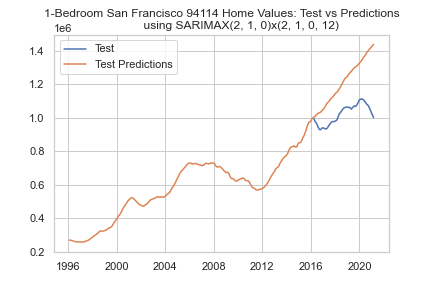 1-Bedroom San Francisco 94114 Home Values: Test vs Predictions
using SARIMAX(2, 1, 0)x(2, 1, 0, 12)
1e6
Test
Test Predictions
1.4
1.2
1.0
0.8
0.6
0.4
0.2
1996 2000 2004 2008 2012 2016 2020